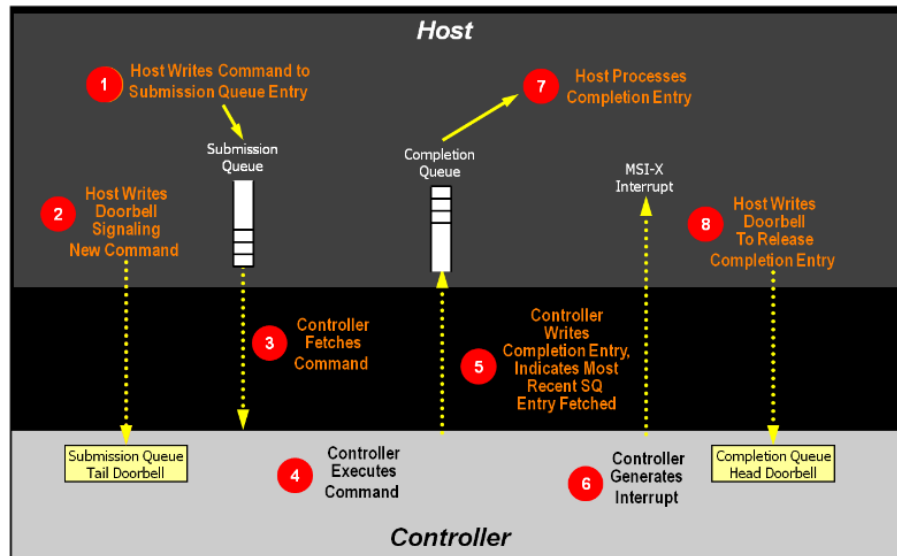 Host
1
Host Writes Command to
Submission Queue Entry
7
Host Processes
Completion Entry
Submission
Queue
Completion
Queue
MSI-X
Interrupt
2
Host Writes
Doorbell
Signaling
New Command
8
Host Writes
Doorbell
To Release
Completion Entry
3
Controller
Fetches
Command
5
Controller
Writes
Completion Entry,
Indicates Most
Recent SQ
Entry Fetched
Submission Queue
Tail Doorbell
4
Controller
Executes
Command
6
Controller
Generates
Interrupt
Completion Queue
Head Doorbell
Controller